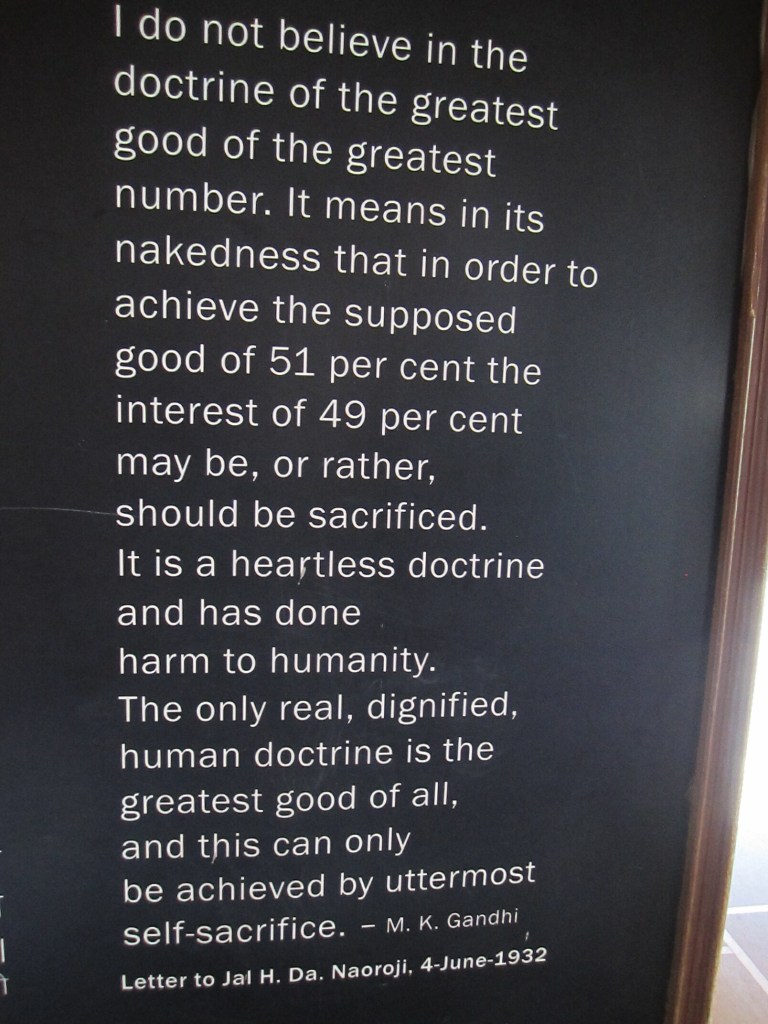 I do not believe in the
doctrine of the greatest
good of the greatest
number. It means in its
nakedness that in order to
achieve the supposed
good of 51 per cent the
interest of 49 per cent
may be, or rather,
should be sacrificed.
It is a heartless doctrine
and has done
harm to humanity.
The only real, dignified,
human doctrine is the
greatest good of all,
and this can only
be achieved by uttermost
self-sacrifice. – M. K. Gandhi
Letter to Jal H. Da. Naoroji, 4-June-1932